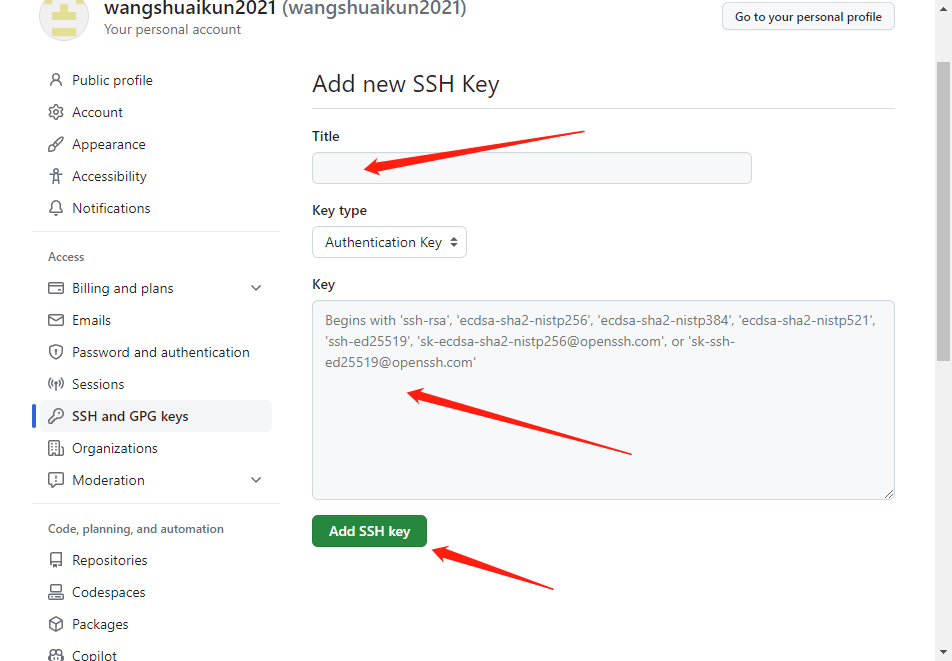 wangshuaikun2021 (wangshuaikun2021)
Your personal account
Go to your personal profile
Public profile
Account
Appearance
Accessibility
Notifications
Access
Billing and plans
Emails
Password and authentication
Sessions
SSH and GPG keys
Organizations
Moderation
Code, planning, and automation
Repositories
Codespaces
Packages
Copilot
Add new SSH Key
Title
Key type
Authentication Key
Key
Begins with 'ssh-rsa', 'ecdsa-sha2-nistp256', 'ecdsa-sha2-nistp384', 'ecdsa-sha2-nistp521',
'ssh-ed25519', 'sk-ecdsa-sha2-nistp256@openssh.com', or 'sk-ssh-
ed25519@openssh.com'
Add SSH key